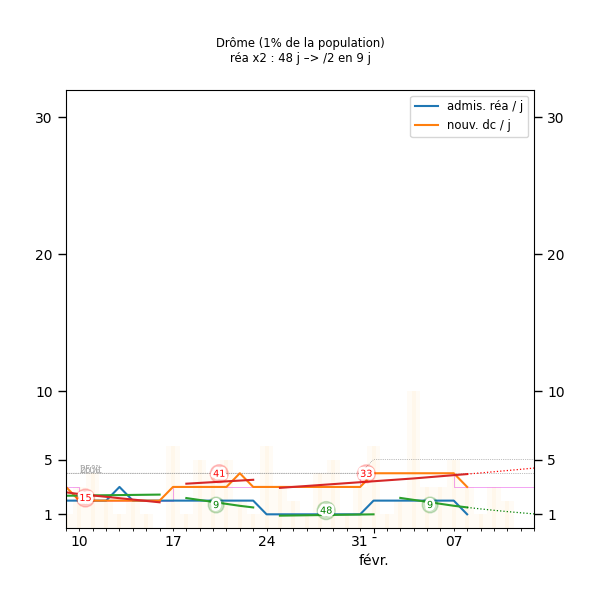 Drôme (1% de la population)
réa x2 : 48 j –> /2 en 9 j
admis. réa / j
nouv. dc / j
30 30
20 20
10 10
5 5
1 1
15
41
9
48
33
9
10 17 24 31 1 07
févr.